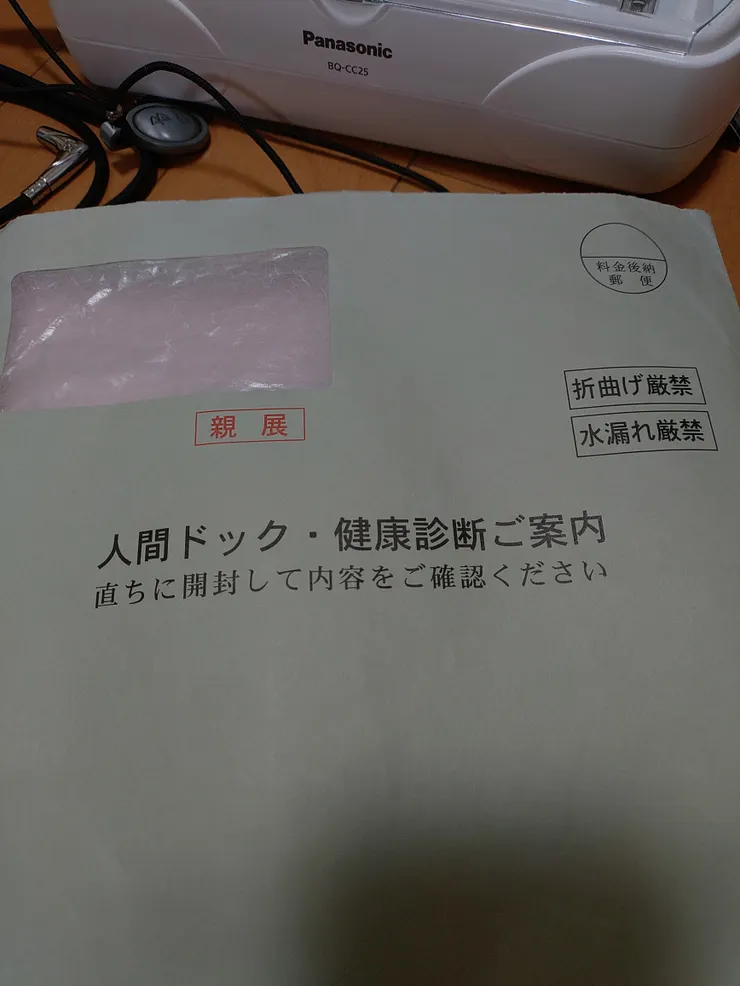 Panasonic
BQ-CC25
料金後納
郵便
折曲げ厳禁
水漏れ厳禁
親展
人間ドック・健康診断ご案内
直ちに開封して内容をご確認ください